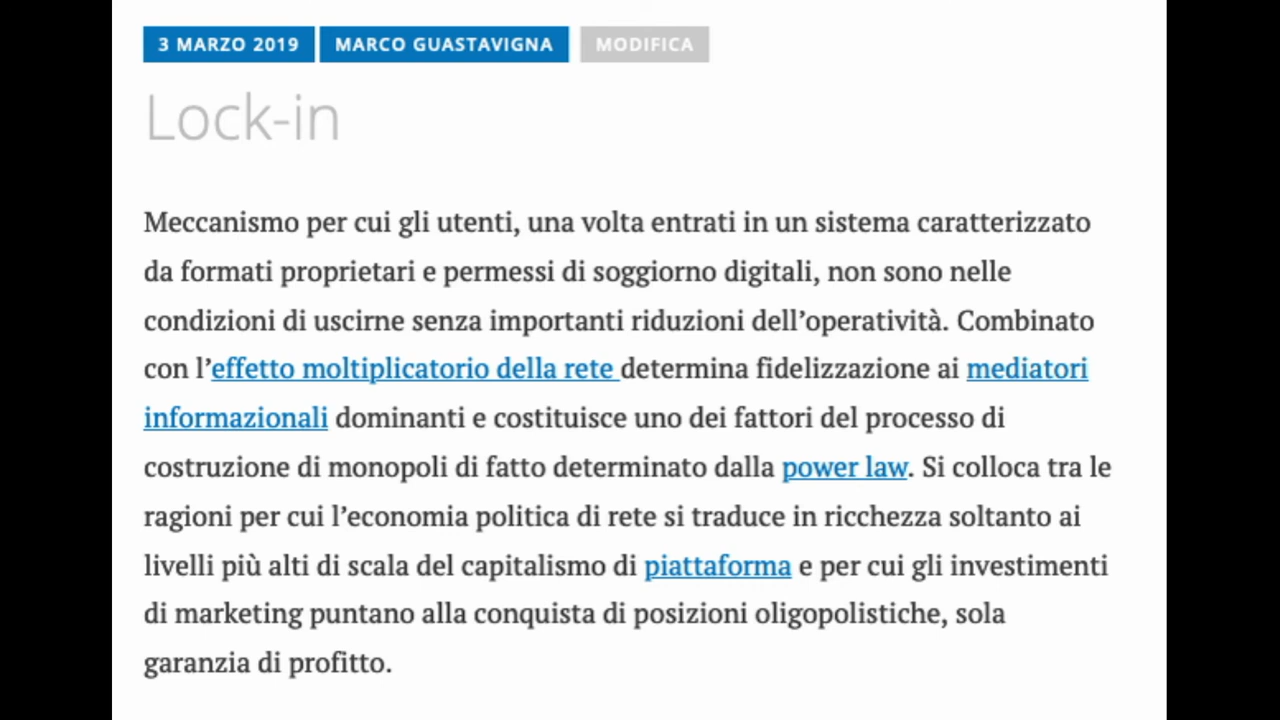 3 MARZO 2019 MARCO GUASTAVIGNA MODIFICA
Lock-in
Meccanismo per cui gli utenti, una volta entrati in un sistema caratterizzato
da formati proprietari e permessi di soggiorno digitali, non sono nelle
condizioni di uscirne senza importanti riduzioni dell’operatività. Combinato
con l’effetto moltiplicatorio della rete determina fidelizzazione ai mediatori
informazionali dominanti e costituisce uno dei fattori del processo di
costruzione di monopoli di fatto determinato dalla power law. Si colloca tra le
ragioni per cui l’economia politica di rete si traduce in ricchezza soltanto ai
livelli più alti di scala del capitalismo di piattaforma e per cui gli investimenti
di marketing puntano alla conquista di posizioni oligopolistiche, sola
garanzia di profitto.